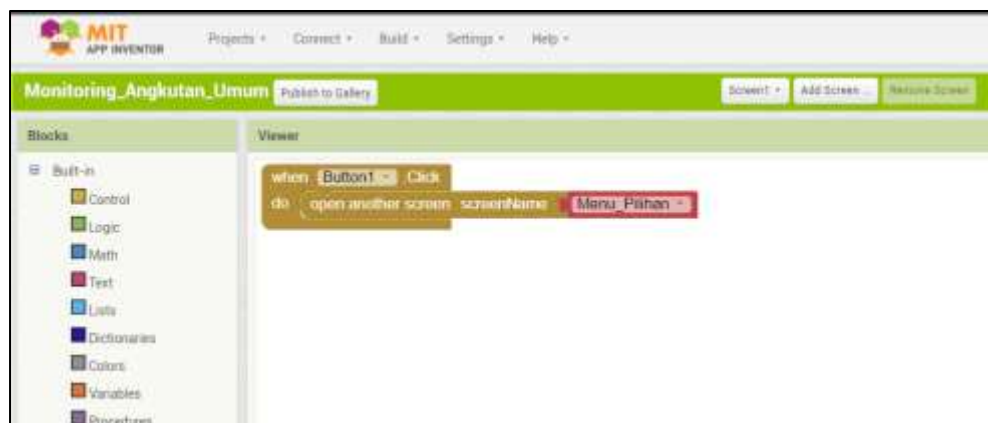 MIT
APP INVENTOR
Projects Connect Build Settings Help
Monitoring_Angkutan_Umum Publish to Gallery Screen1 Add Screen ... Remove Screen
Blocks Viewer
Built-in
when Button1 .Click
Control
do open another screen screenName Menu_Pilihan
Logic
Math
Text
Lists
Dictionaries
Colors
Variables
Procedures